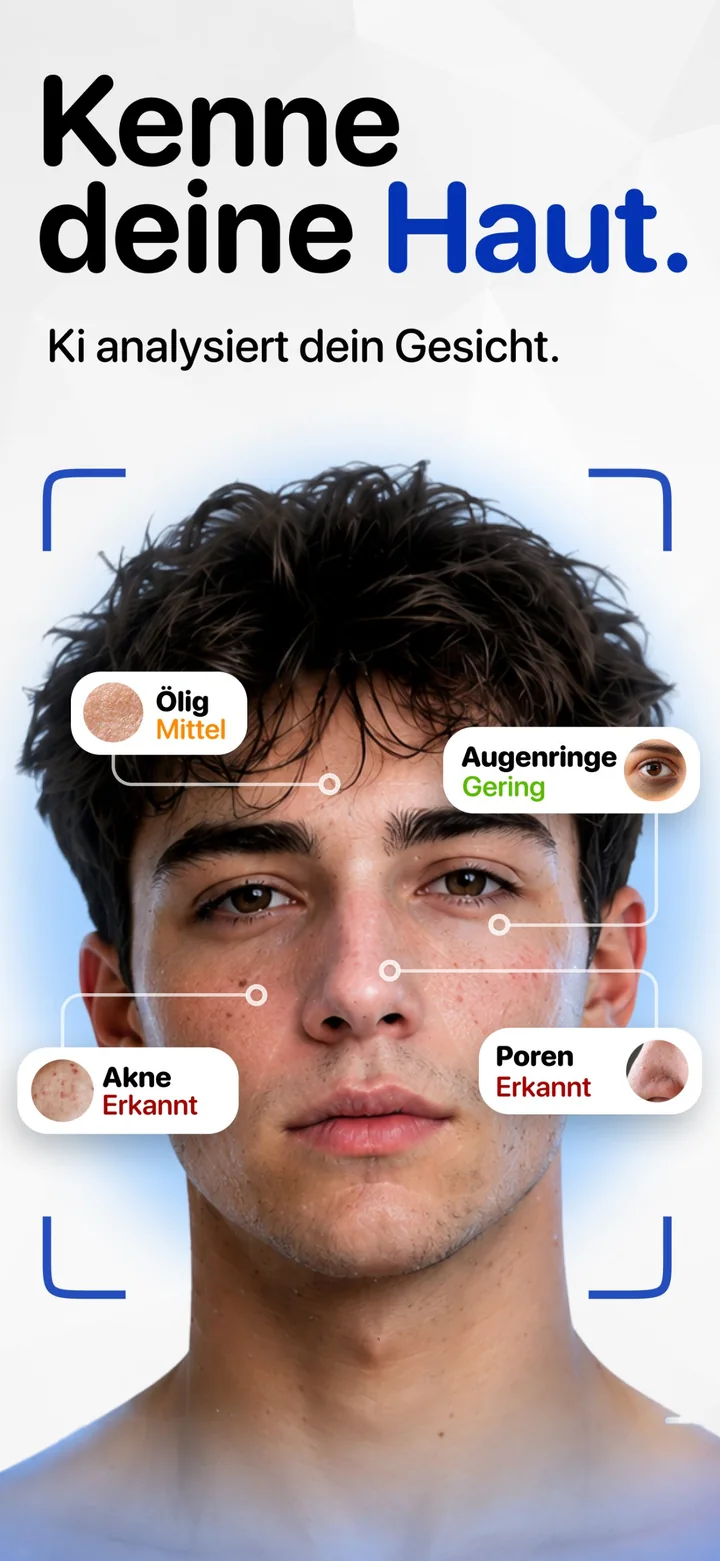 Kenne
deine Haut.
Ki analysiert dein Gesicht.
Ölig
Mittel
Augenringe
Gering
Akne
Erkannt
Poren
Erkannt